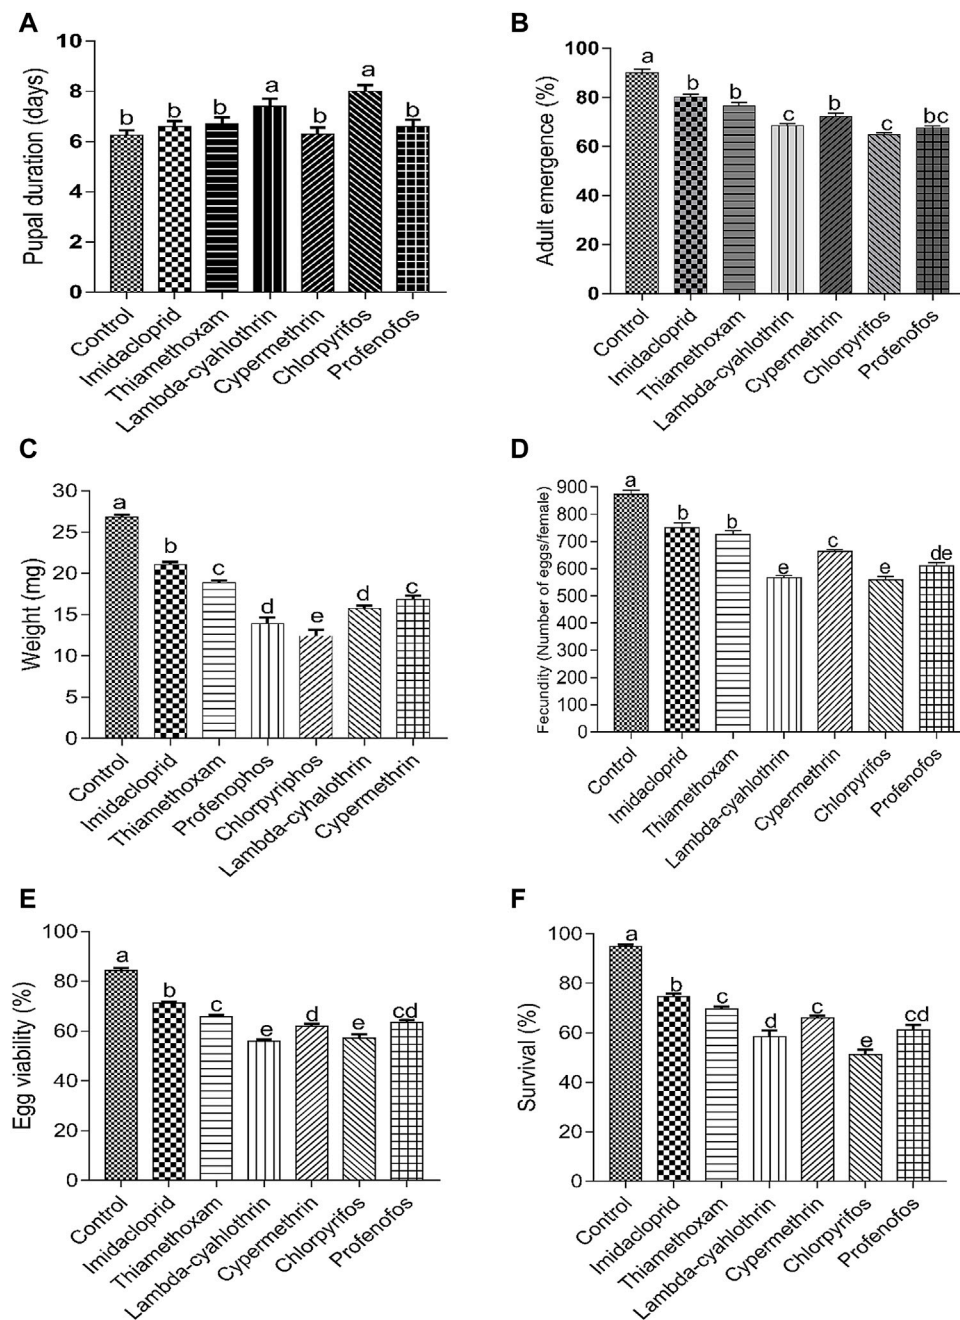 A
Pupal duration (days)
10
8
6
4
2
0
b
b
b
a
b
a
b
Control
Imidacloprid
Thiamethoxam
Lambda-cyahlothrin
Cypermethrin
Chlorpyrifos
Profenofos
B
Adult emergence (%)
100
80
60
40
20
0
a
b
b
c
b
c
bc
Control
Imidacloprid
Thiamethoxam
Lambda-cyahlothrin
Cypermethrin
Chlorpyrifos
Profenofos
C
Weight (mg)
30
25
20
15
10
5
0
a
b
c
d
e
d
c
Control
Imidacloprid
Thiamethoxam
Profenophos
Chlorpyriphos
Lambda-cyhalothrin
Cypermethrin
D
Fecundity (Number of eggs/female)
900
800
700
600
500
400
300
200
100
0
a
b
b
e
c
e
de
Control
Imidacloprid
Thiamethoxam
Lambda-cyahlothrin
Cypermethrin
Chlorpyrifos
Profenofos
E
Egg viability (%)
100
80
60
40
20
0
a
b
c
e
d
e
cd
Control
Imidacloprid
Thiamethoxam
Lambda-cyahlothrin
Cypermethrin
Chlorpyrifos
Profenofos
F
Survival (%)
100
80
60
40
20
0
a
b
c
d
c
e
cd
Control
Imidacloprid
Thiamethoxam
Lambda-cyahlothrin
Cypermethrin
Chlorpyrifos
Profenofos